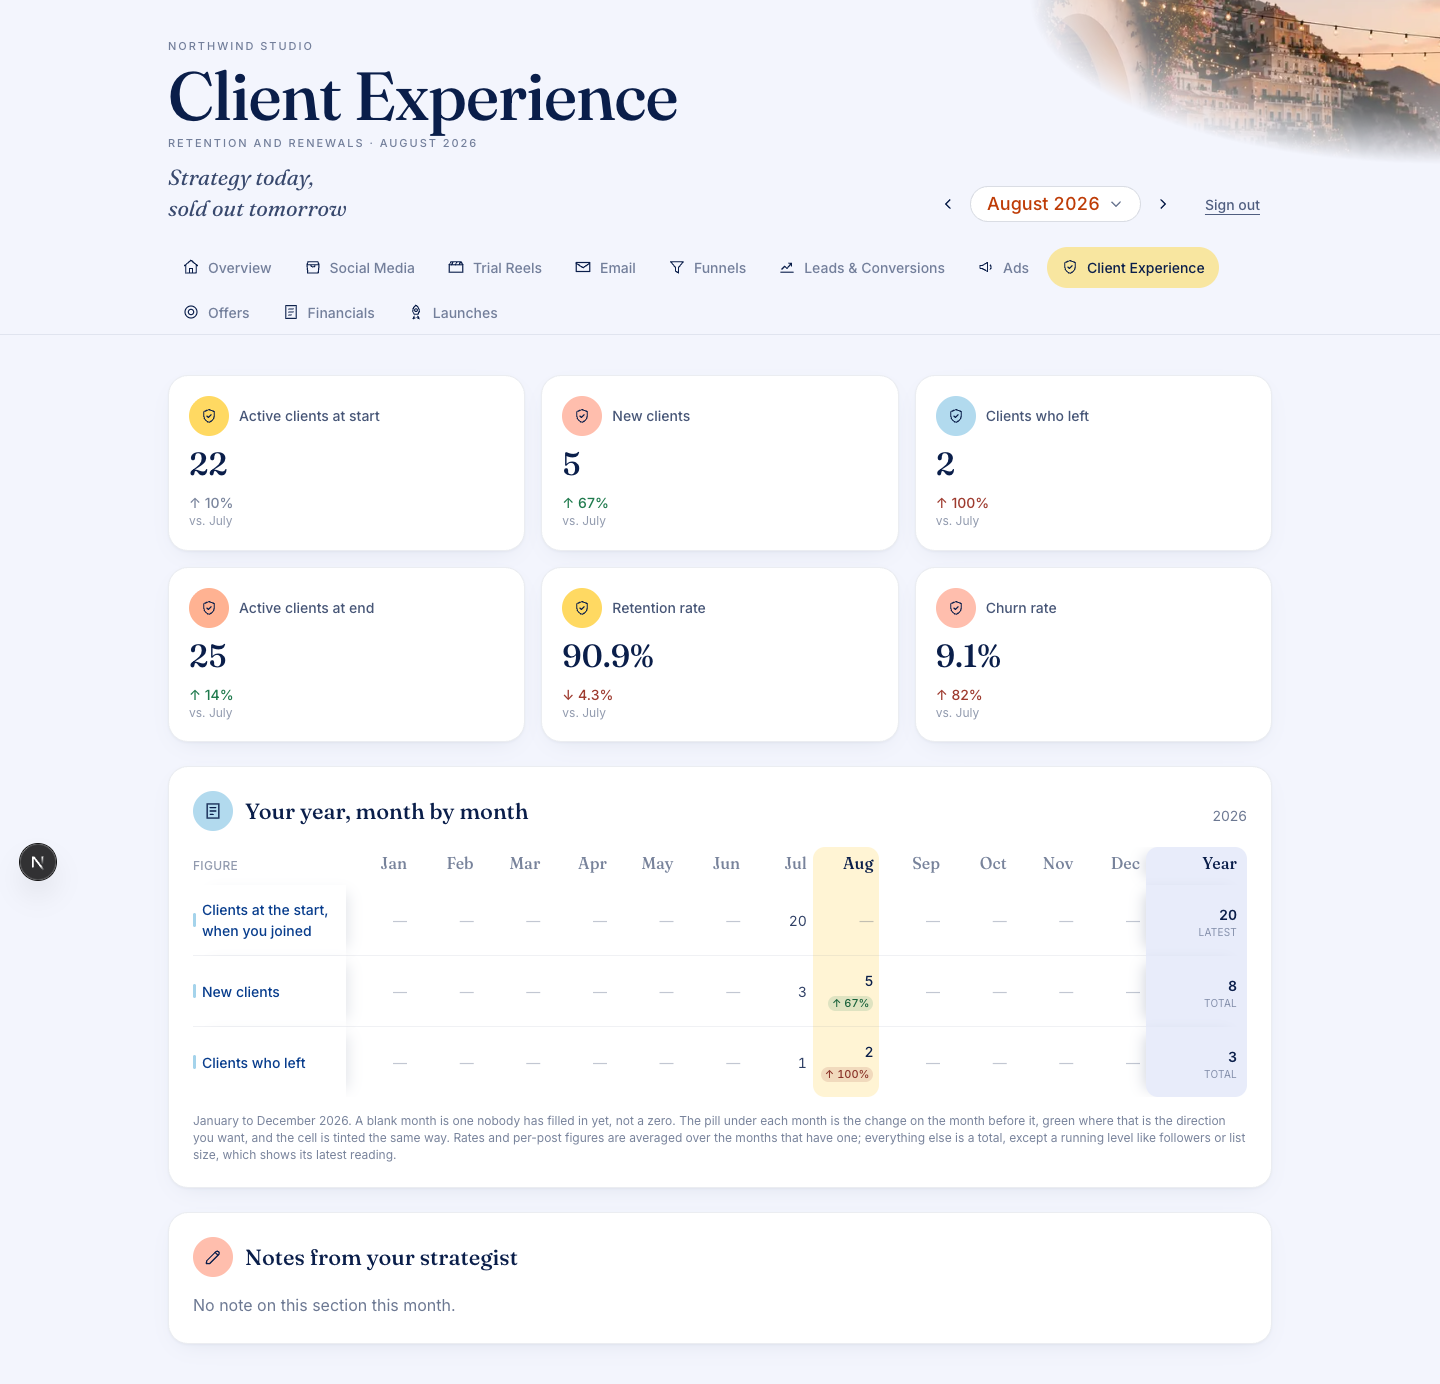 NORTHWIND STUDIO
Client Experience
RETENTION AND RENEWALS · AUGUST 2026
Strategy today,
sold out tomorrow
August 2026
Sign out
Overview Social Media Trial Reels Email Funnels Leads & Conversions Ads Client Experience
Offers Financials Launches
Active clients at start
22
↑ 10%
vs. July
New clients
5
↑ 67%
vs. July
Clients who left
2
↑ 100%
vs. July
Active clients at end
25
↑ 14%
vs. July
Retention rate
90.9%
↓ 4.3%
vs. July
Churn rate
9.1%
↑ 82%
vs. July
Your year, month by month
2026
FIGURE Jan Feb Mar Apr May Jun Jul Aug Sep Oct Nov Dec Year
Clients at the start,
when you joined
— — — — — — 20 — — — — — 20
LATEST
New clients — — — — — — 3 5 — — — — 8
↑ 67% TOTAL
Clients who left — — — — — — 1 2 — — — — 3
↑ 100% TOTAL
January to December 2026. A blank month is one nobody has filled in yet, not a zero. The pill under each month is the change on the month before it, green where that is the direction
you want, and the cell is tinted the same way. Rates and per-post figures are averaged over the months that have one; everything else is a total, except a running level like followers or list
size, which shows its latest reading.
Notes from your strategist
No note on this section this month.
N